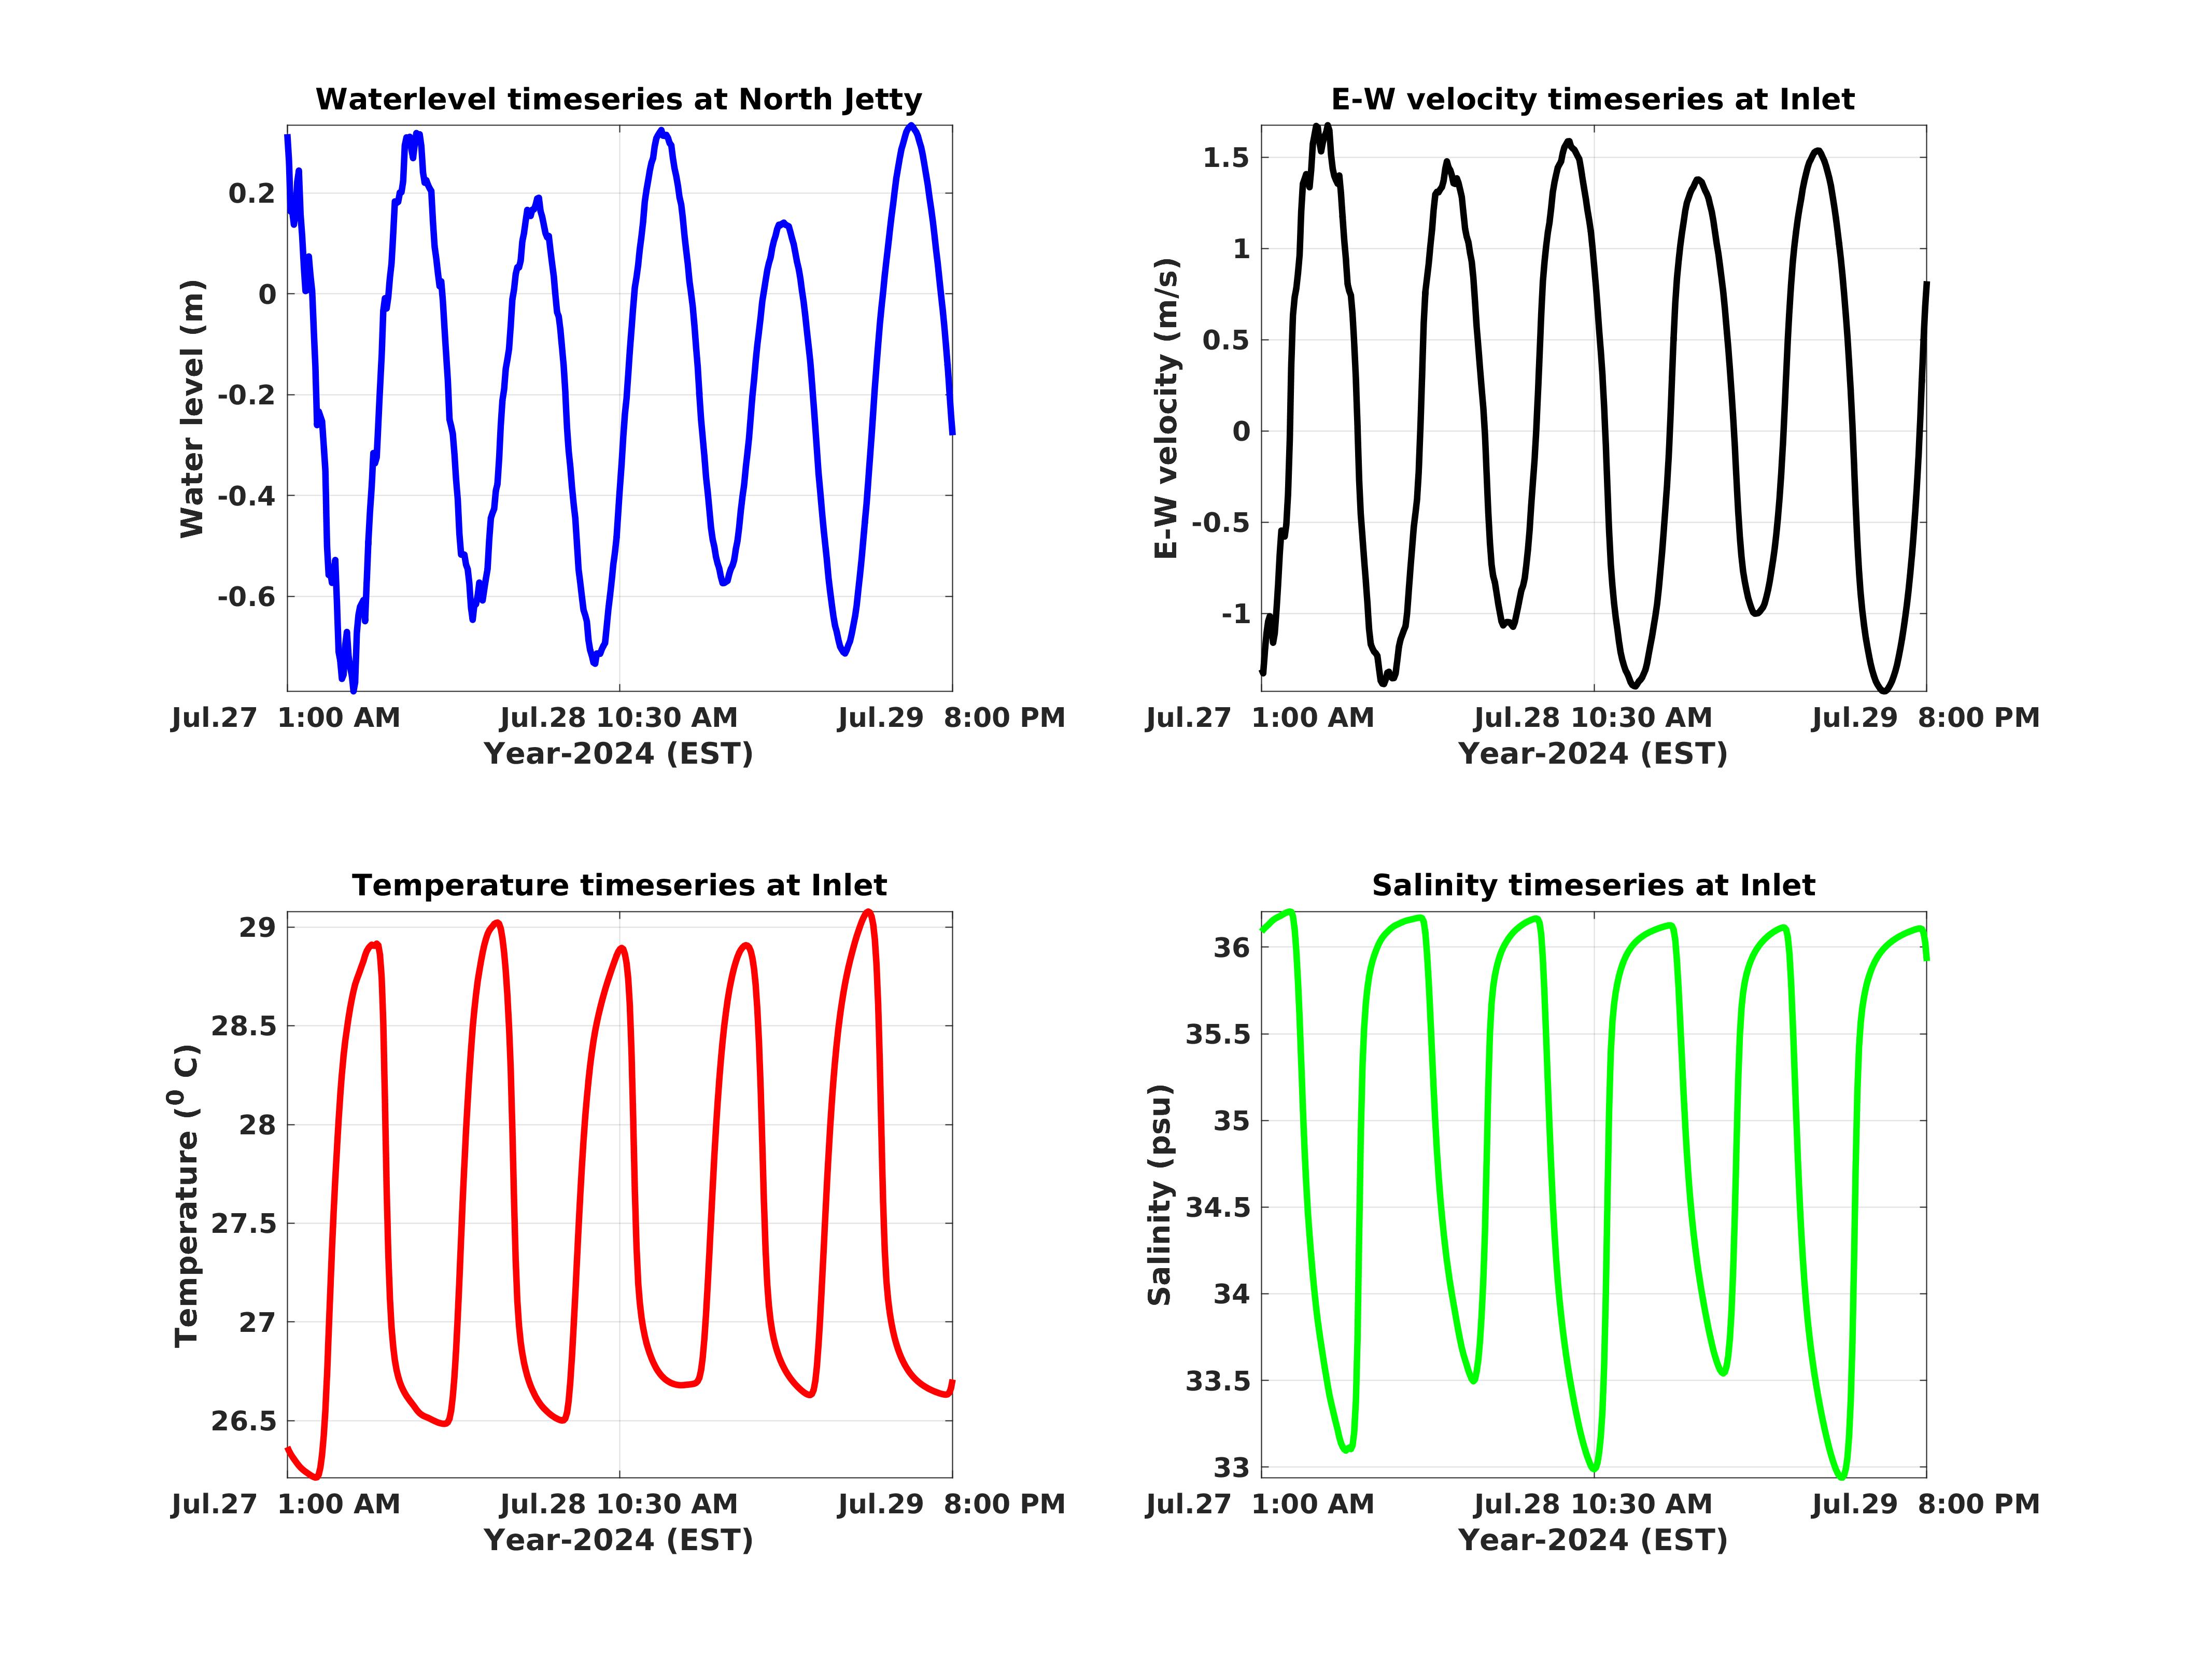 Waterlevel timeseries at North Jetty
0.2
0
-0.2
-0.4
-0.6
Water level (m)
Jul.27 1:00 AM Jul.28 10:30 AM Jul.29 8:00 PM
Year-2024 (EST)
E-W velocity timeseries at Inlet
1.5
1
0.5
0
-0.5
-1
E-W velocity (m/s)
Jul.27 1:00 AM Jul.28 10:30 AM Jul.29 8:00 PM
Year-2024 (EST)
Temperature timeseries at Inlet
29
28.5
28
27.5
27
26.5
Temperature (⁰ C)
Jul.27 1:00 AM Jul.28 10:30 AM Jul.29 8:00 PM
Year-2024 (EST)
Salinity timeseries at Inlet
36
35.5
35
34.5
34
33.5
33
Salinity (psu)
Jul.27 1:00 AM Jul.28 10:30 AM Jul.29 8:00 PM
Year-2024 (EST)